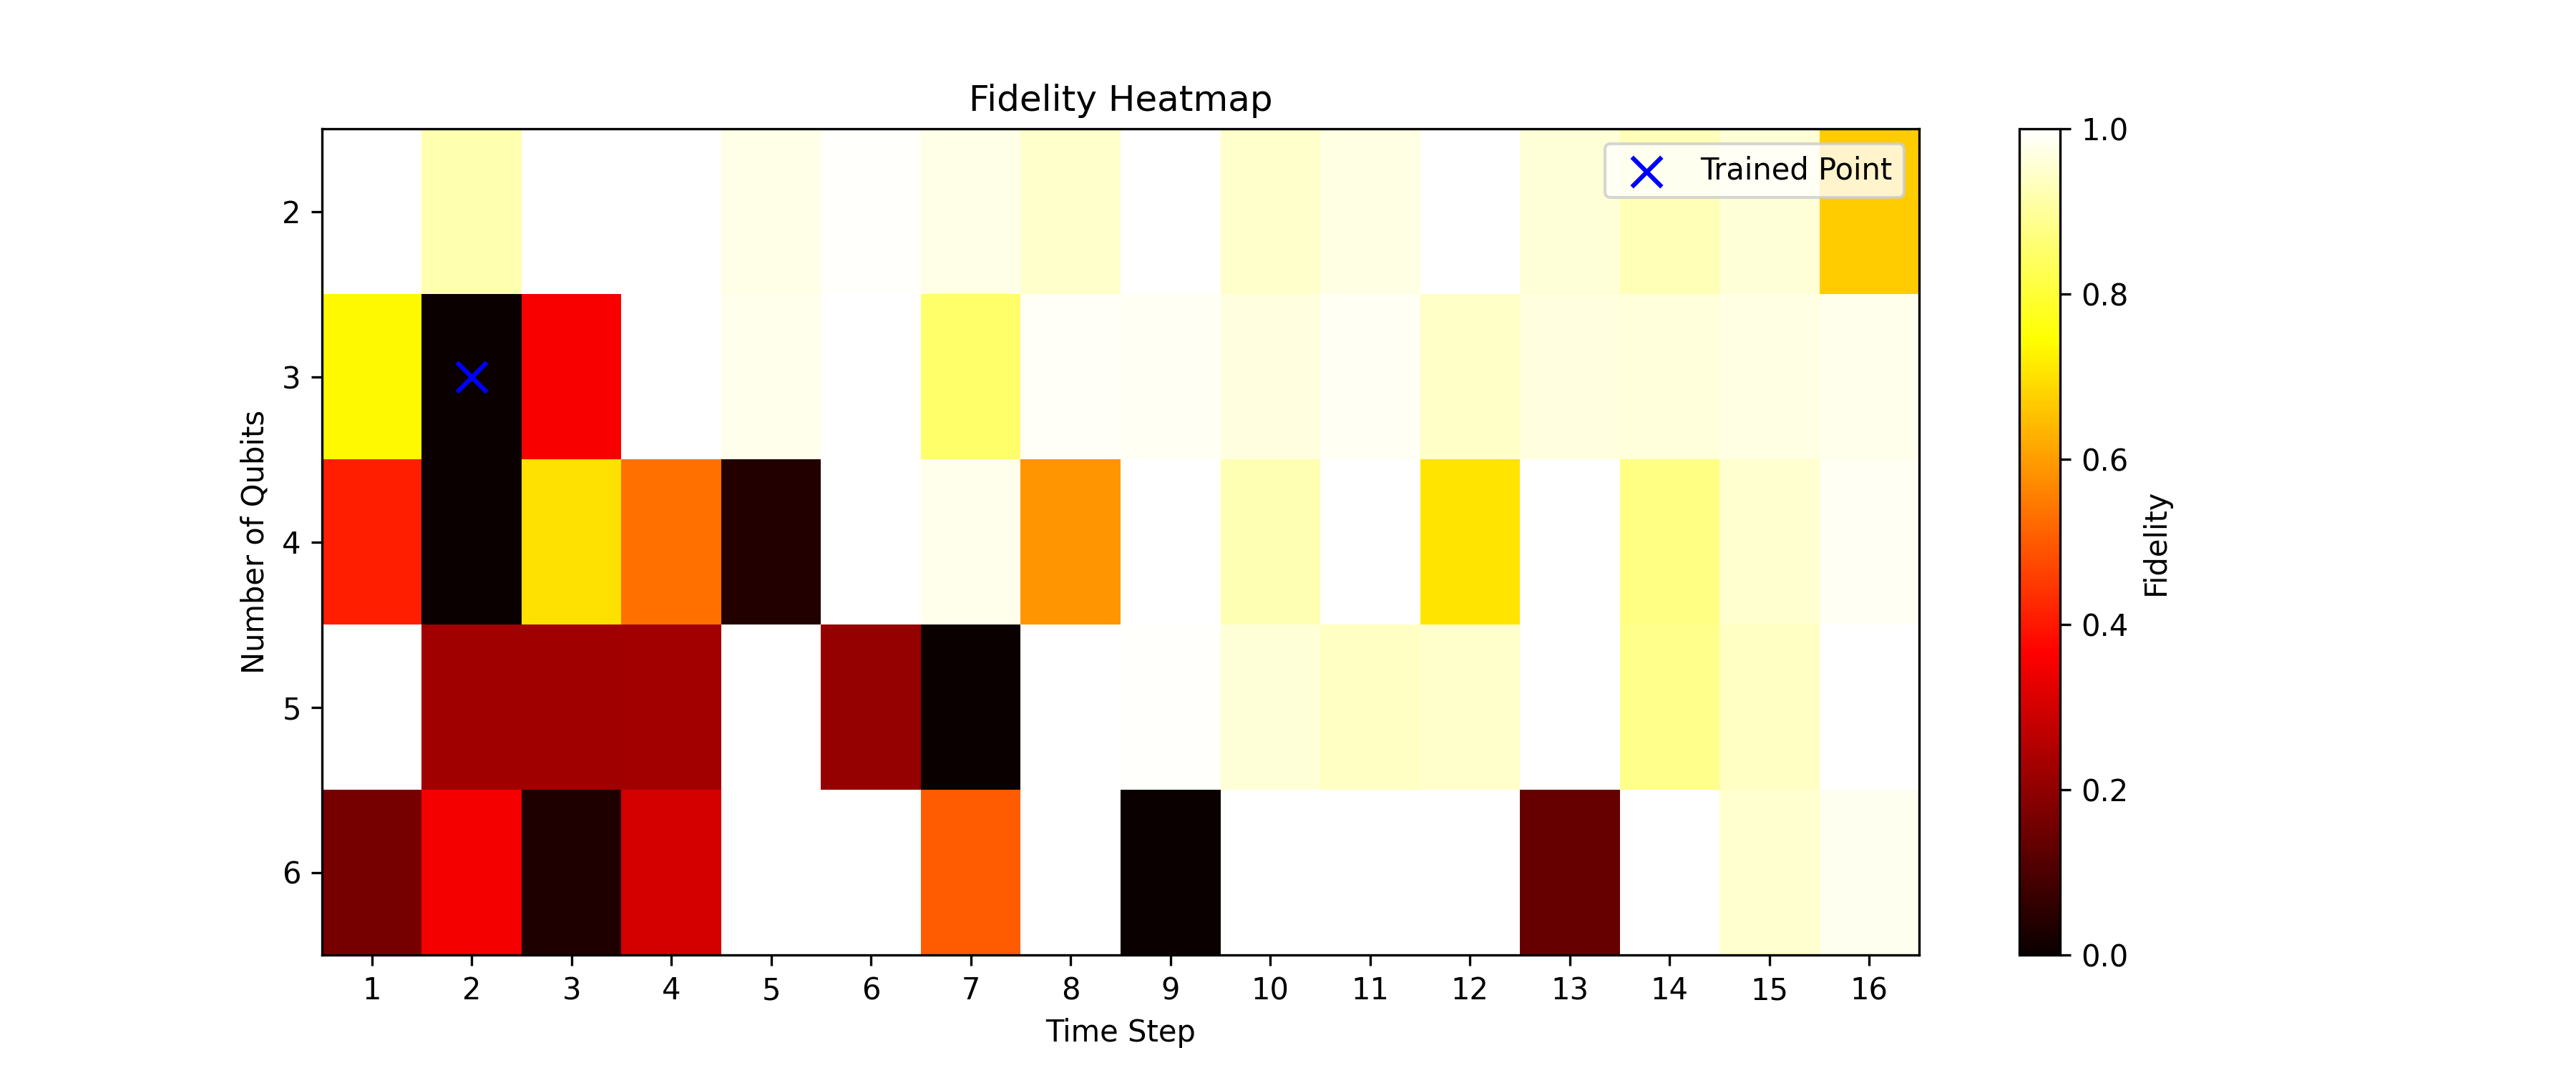 Fidelity Heatmap
Trained Point
Number of Qubits
2
3
4
5
6
1 2 3 4 5 6 7 8 9 10 11 12 13 14 15 16
Time Step
1.0
0.8
0.6
0.4
0.2
0.0
Fidelity